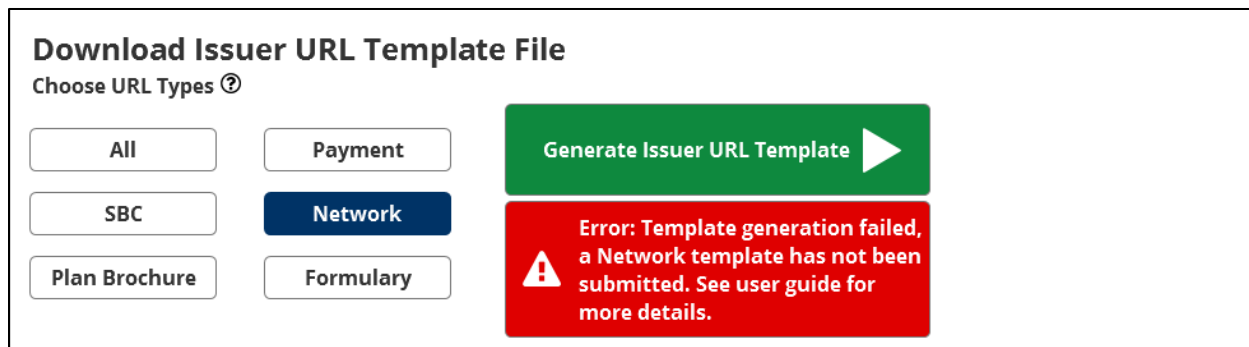 Download Issuer URL Template File
Choose URL Types ?
All
Payment
SBC
Network
Plan Brochure
Formulary
Generate Issuer URL Template
Error: Template generation failed,
a Network template has not been
submitted. See user guide for
more details.